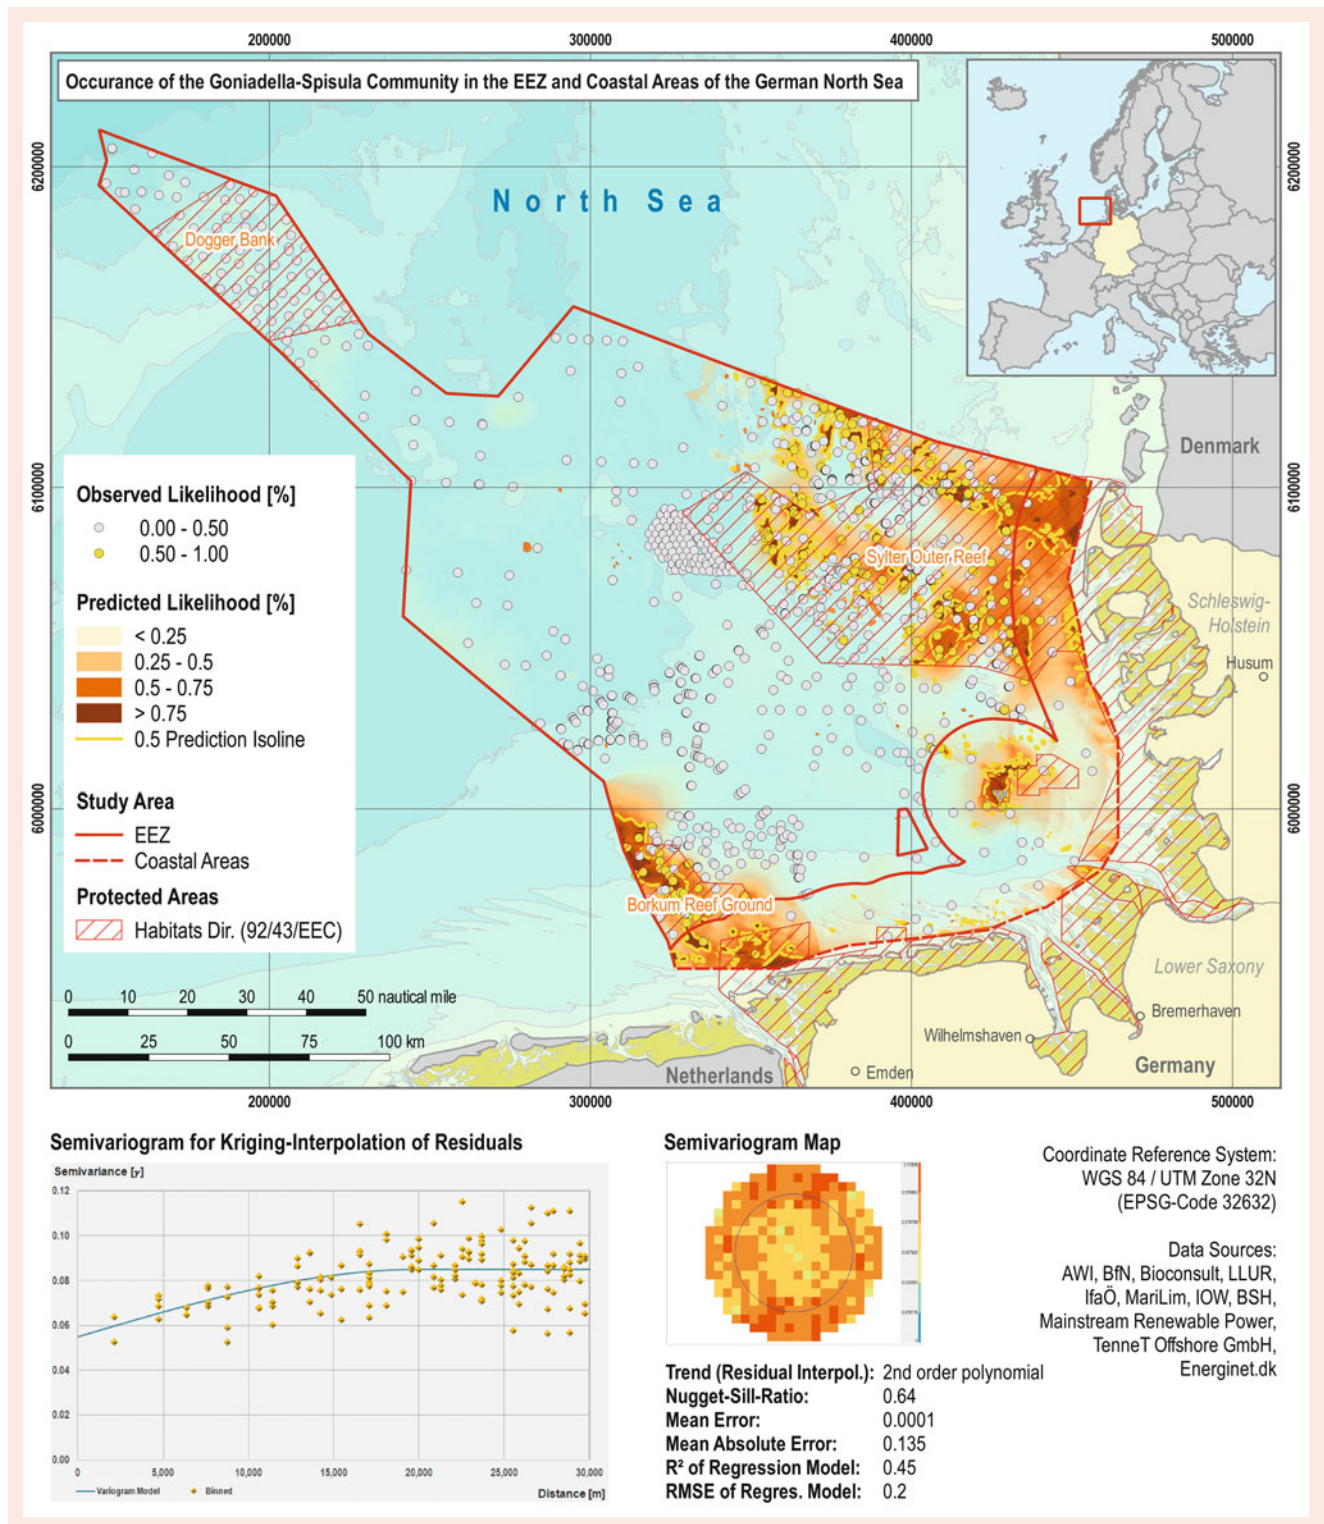 200000 300000 400000 500000
Occurance of the Goniadella-Spisula Community in the EEZ and Coastal Areas of the German North Sea
6200000 6200000
North Sea
Dogger Bank
Denmark
6100000 6100000
Observed Likelihood [%]
0.00 - 0.50
0.50 - 1.00
Sylter Outer Reef
Predicted Likelihood [%]
< 0.25
0.25 - 0.5
0.5 - 0.75
> 0.75
0.5 Prediction Isoline
Schleswig-
Holstein
Husum
Study Area
EEZ
Coastal Areas
6000000 6000000
Protected Areas
Habitats Dir. (92/43/EEC)
Borkum Reef Ground
Lower Saxony
0 10 20 30 40 50 nautical mile
0 25 50 75 100 km
Bremerhaven
Wilhelmshaven
Germany
Netherlands
Emden
200000 300000 400000 500000
Semivariogram for Kriging-Interpolation of Residuals
Semivariance [γ]
0.12
0.10
0.08
0.06
0.04
0.02
0.00
0 5,000 10,000 15,000 20,000 25,000 30,000
Variogram Model Binned Distance [m]
Semivariogram Map
Trend (Residual Interpol.): 2nd order polynomial
Nugget-Sill-Ratio: 0.64
Mean Error: 0.0001
Mean Absolute Error: 0.135
R² of Regression Model: 0.45
RMSE of Regres. Model: 0.2
Coordinate Reference System:
WGS 84 / UTM Zone 32N
(EPSG-Code 32632)
Data Sources:
AWI, BfN, Bioconsult, LLUR,
IfaÖ, MariLim, IOW, BSH,
Mainstream Renewable Power,
TenneT Offshore GmbH,
Energinet.dk